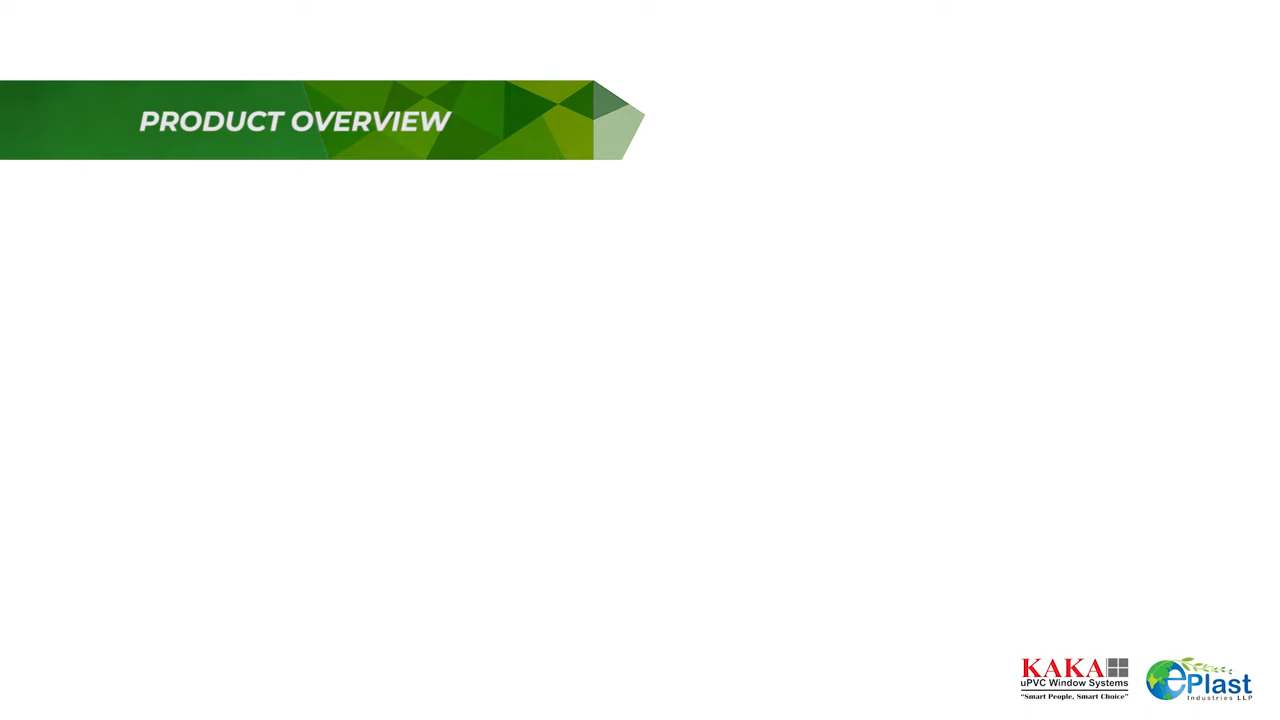 PRODUCT OVERVIEW
KAKA
uPVC Window Systems
"Smart People, Smart Choice"
ePlast
Industries LLP